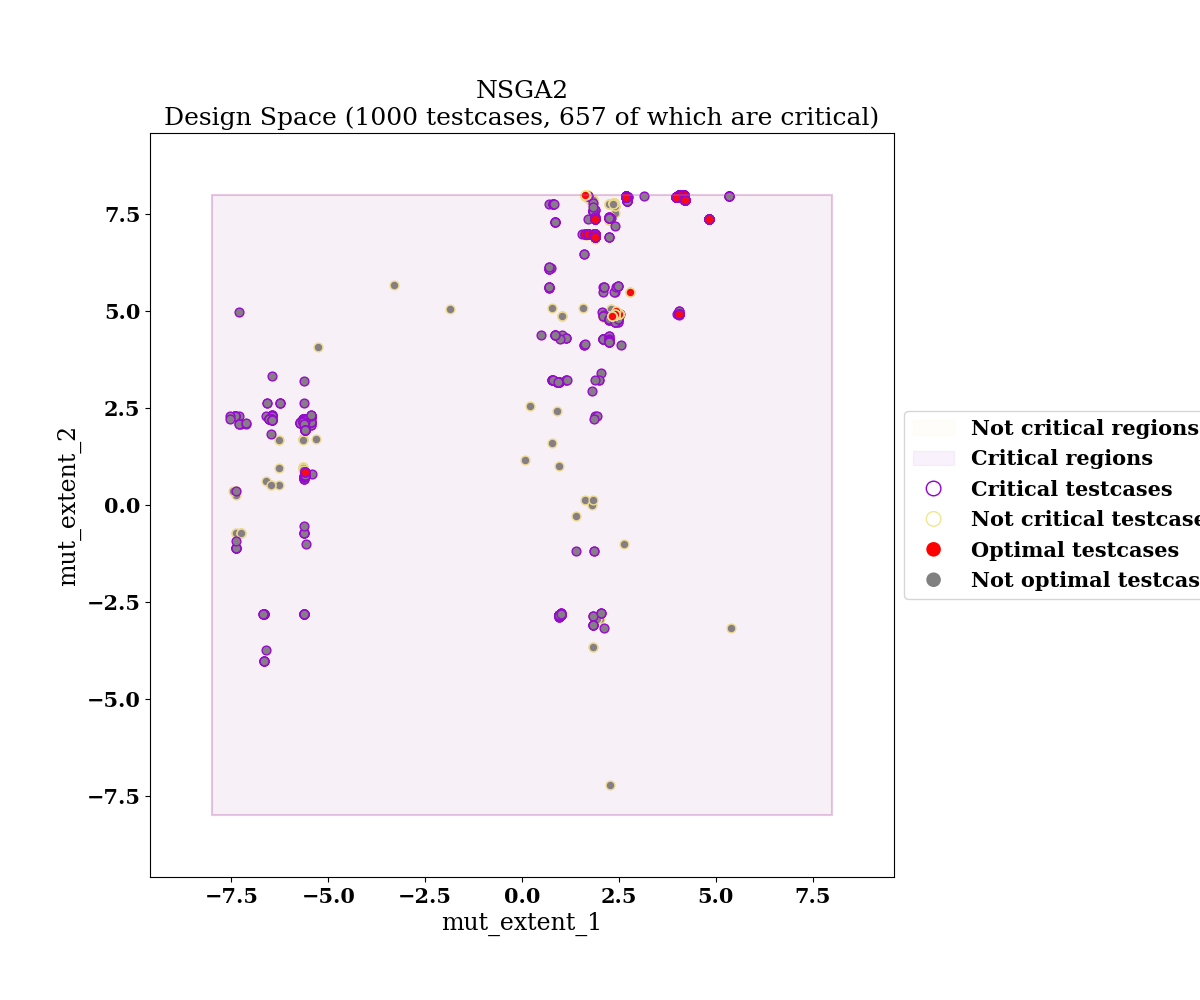 NSGA2
Design Space (1000 testcases, 657 of which are critical)
7.5
5.0
2.5
0.0
−2.5
−5.0
−7.5
mut_extent_2
−7.5
−5.0
−2.5
0.0
2.5
5.0
7.5
mut_extent_1
Not critical regions
Critical regions
Critical testcases
Not critical testcase
Optimal testcases
Not optimal testcas